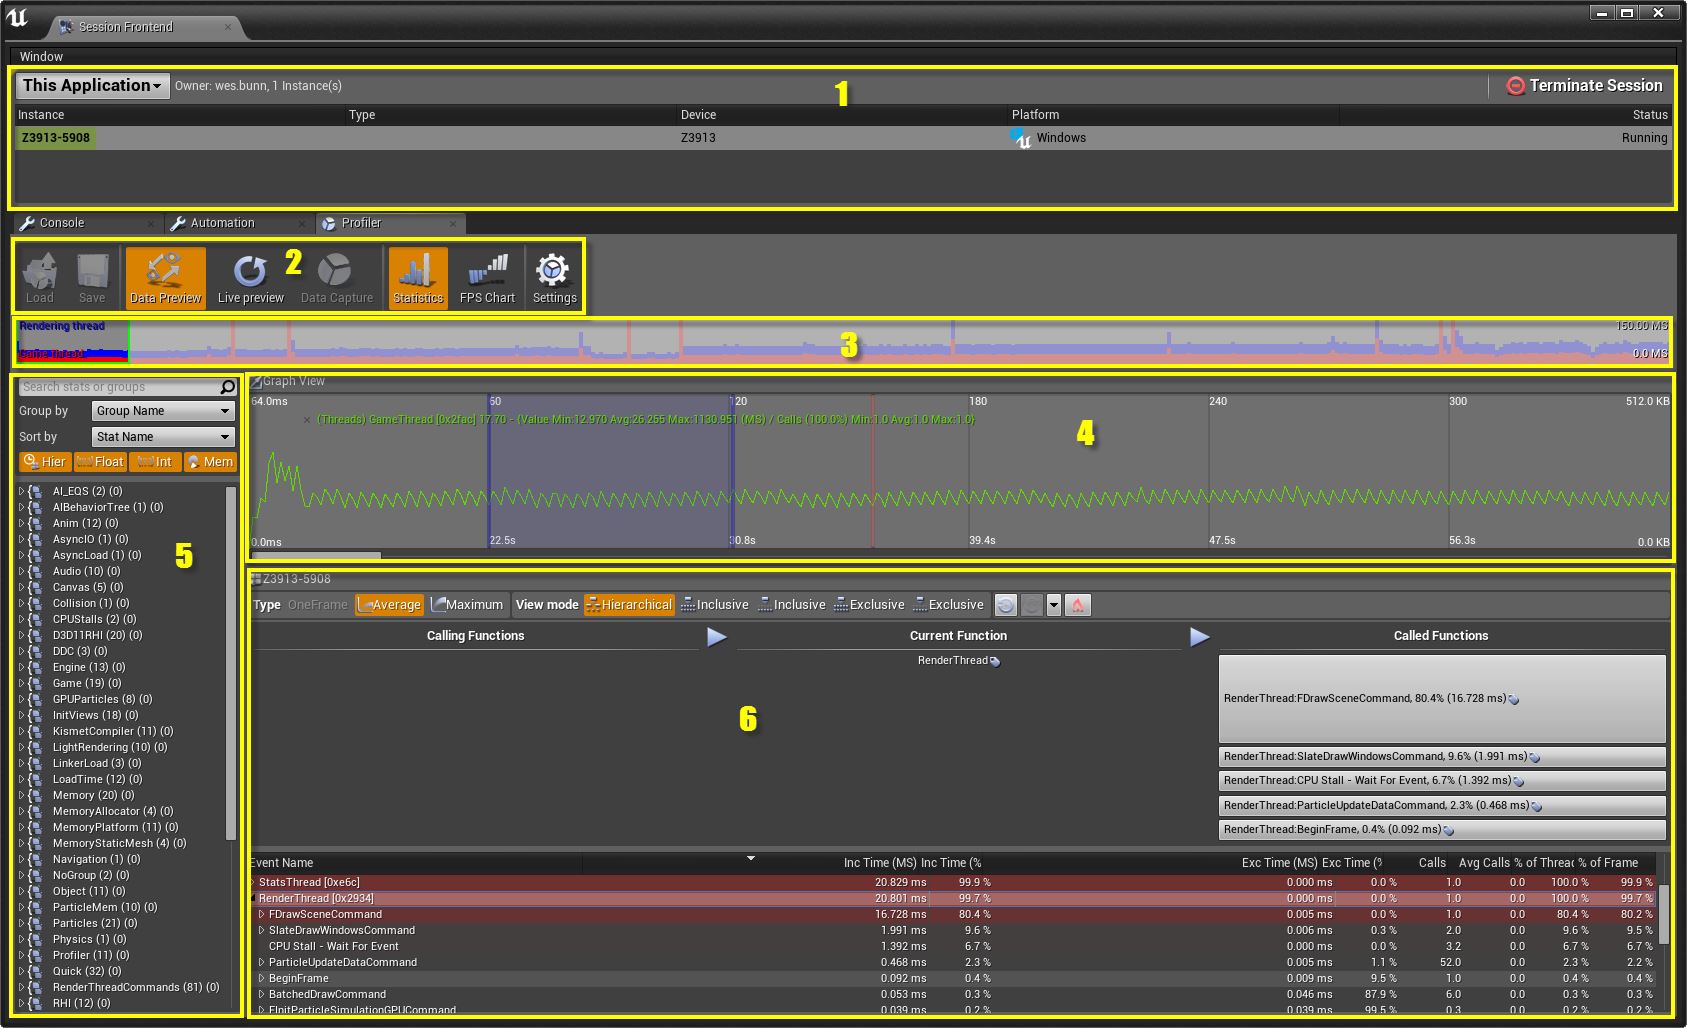 Session Frontend
Window
This Application Owner: wes.bunn, 1 Instance(s) 1 Terminate Session
Instance Type Device Platform Status
Z3913-5908 Z3913 Windows Running
Console Automation Profiler
2
Load Save Data Preview Live preview Data Capture Statistics FPS Chart Settings
Rendering thread 150.00 MS
3
Game thread 0.0 MS
Search stats or groups
Group by Group Name
Sort by Stat Name
Hier Float Int Mem
AI_EQS (2) (0)
AIBehaviorTree (1) (0)
Anim (12) (0)
AsyncIO (1) (0)
AsyncLoad (1) (0)
5
Audio (10) (0)
Canvas (5) (0)
Collision (1) (0)
CPUStalls (2) (0)
D3D11RHI (20) (0)
DDC (3) (0)
Engine (13) (0)
Game (19) (0)
GPUParticles (8) (0)
InitViews (18) (0)
KismetCompiler (11) (0)
LightRendering (10) (0)
LinkerLoad (3) (0)
LoadTime (12) (0)
Memory (20) (0)
MemoryAllocator (4) (0)
MemoryPlatform (11) (0)
MemoryStaticMesh (4) (0)
Navigation (1) (0)
NoGroup (2) (0)
Object (11) (0)
ParticleMem (10) (0)
Particles (21) (0)
Physics (1) (0)
Profiler (11) (0)
Quick (32) (0)
RenderThreadCommands (81) (0)
RHI (12) (0)
Graph View
64.0ms 60 120 180 240 300 512.0 KB
(Threads) GameThread [0x2fac] 17.70 - {Value Min:12.970 Avg:26.255 Max:1130.951 (MS) / Calls (100.0%) Min:1.0 Avg:1.0 Max:1.0}
4
0.0ms 22.5s 30.8s 39.4s 47.5s 56.3s 0.0 KB
Z3913-5908
Type OneFrame Average Maximum View mode Hierarchical Inclusive Inclusive Exclusive Exclusive
Calling Functions Current Function Called Functions
RenderThread
6
RenderThread:FDrawSceneCommand, 80.4% (16.728 ms)
RenderThread:SlateDrawWindowsCommand, 9.6% (1.991 ms)
RenderThread:CPU Stall - Wait For Event, 6.7% (1.392 ms)
RenderThread:ParticleUpdateDataCommand, 2.3% (0.468 ms)
RenderThread:BeginFrame, 0.4% (0.092 ms)
Event Name Inc Time (MS) Inc Time (% Exc Time (MS) Exc Time (% Calls Avg Calls % of Threac % of Frame
StatsThread [0xe6c] 20.829 ms 99.9 % 0.000 ms 0.0 % 1.0 0.0 100.0 % 99.9 %
RenderThread [0x2934] 20.801 ms 99.7 % 0.000 ms 0.0 % 1.0 0.0 100.0 % 99.7 %
FDrawSceneCommand 16.728 ms 80.4 % 0.005 ms 0.0 % 1.0 0.0 80.4 % 80.2 %
SlateDrawWindowsCommand 1.991 ms 9.6 % 0.006 ms 0.3 % 2.0 0.0 9.6 % 9.5 %
CPU Stall - Wait For Event 1.392 ms 6.7 % 0.000 ms 0.0 % 3.2 0.0 6.7 % 6.7 %
ParticleUpdateDataCommand 0.468 ms 2.3 % 0.005 ms 1.1 % 52.0 0.0 2.3 % 2.2 %
BeginFrame 0.092 ms 0.4 % 0.009 ms 9.5 % 1.0 0.0 0.4 % 0.4 %
BatchedDrawCommand 0.053 ms 0.3 % 0.046 ms 87.9 % 6.0 0.0 0.3 % 0.3 %
FInitParticleSimulationGPUCommand 0.039 ms 0.2 % 0.039 ms 99.5 % 0.3 0.0 0.2 % 0.2 %